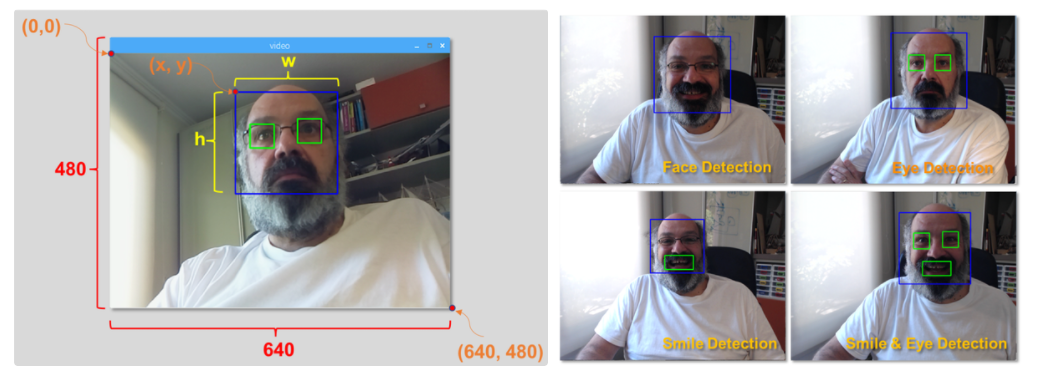 (0,0)
video
(x, y)
w
h
480
640
(640, 480)
Face Detection
Eye Detection
Smile Detection
Smile & Eye Detection